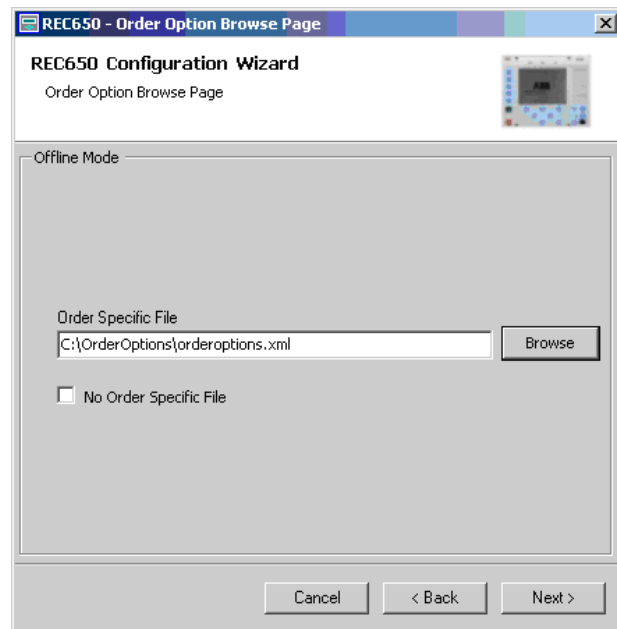 REC650 - Order Option Browse Page
REC650 Configuration Wizard
Order Option Browse Page
ABB
Offline Mode
Order Specific File
C:\OrderOptions\orderoptions.xml
Browse
No Order Specific File
Cancel
< Back
Next >